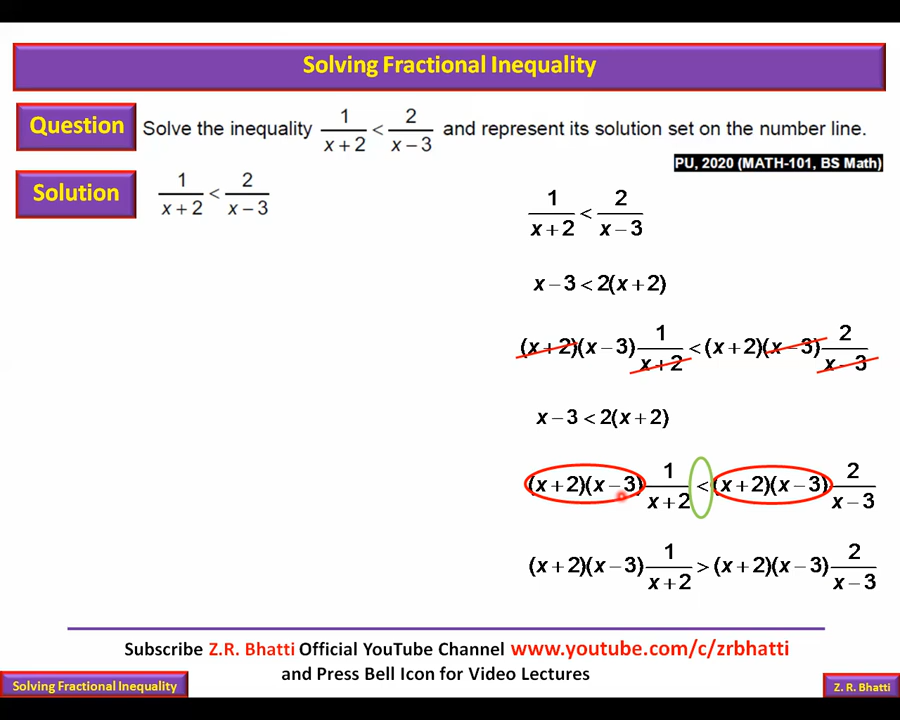 Solving Fractional Inequality
Question Solve the inequality 1/(x + 2) < 2/(x – 3) and represent its solution set on the number line.
PU, 2020 (MATH-101, BS Math)
Solution 1/(x + 2) < 2/(x – 3)
1/(x + 2) < 2/(x – 3)
x – 3 < 2(x + 2)
(x + 2)(x – 3) 1/(x + 2) < (x + 2)(x – 3) 2/(x – 3)
x – 3 < 2(x + 2)
(x + 2)(x – 3) 1/(x + 2) < (x + 2)(x – 3) 2/(x – 3)
(x + 2)(x – 3) 1/(x + 2) > (x + 2)(x – 3) 2/(x – 3)
Subscribe Z.R. Bhatti Official YouTube Channel www.youtube.com/c/zrbhatti
and Press Bell Icon for Video Lectures
Solving Fractional Inequality
Z. R. Bhatti